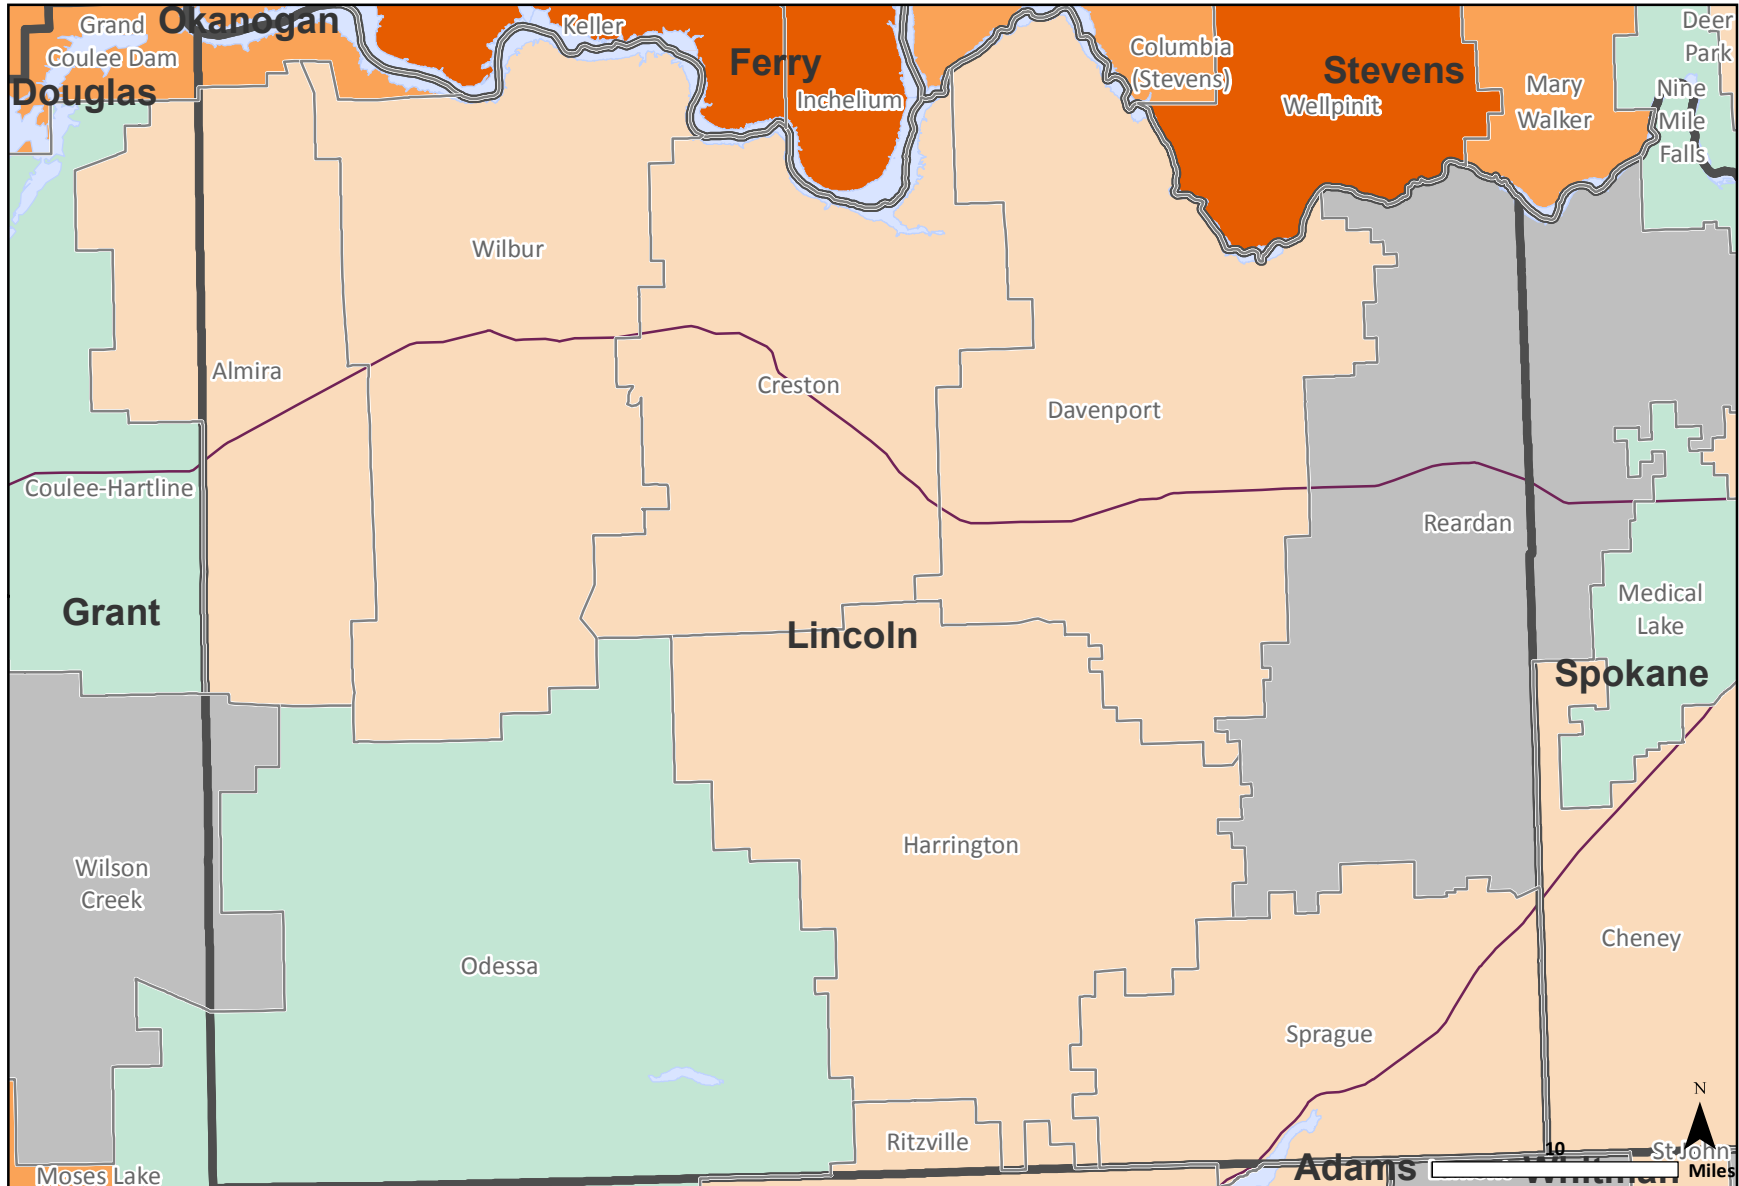 Grand
Coulee Dam
Okanogan
Keller
Ferry
Inchelium
Columbia
(Stevens)
Stevens
Wellpinit
Mary
Walker
Deer
Park
Nine
Mile
Falls
Douglas
Wilbur
Almira
Creston
Davenport
Coulee-Hartline
Reardan
Grant
Lincoln
Medical
Lake
Spokane
Wilson
Creek
Harrington
Odessa
Cheney
Sprague
Ritzville
N
St John
10
Miles
Moses Lake
Adams
Whitman